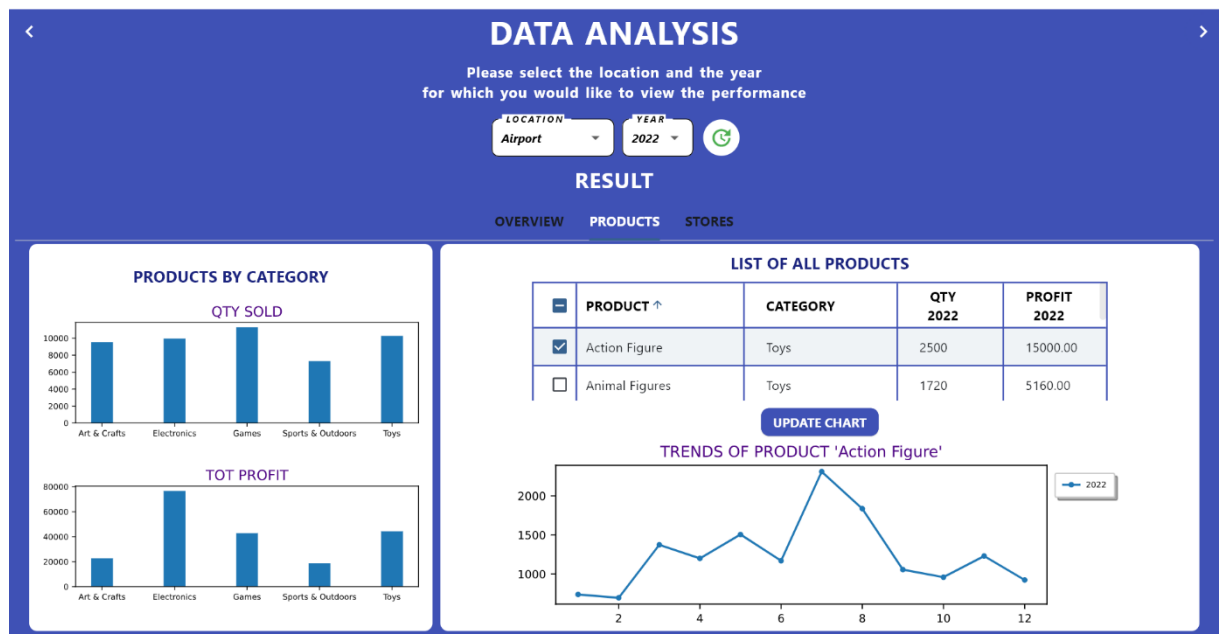 DATA ANALYSIS
Please select the location and the year
for which you would like to view the performance
LOCATION
Airport
YEAR
2022
RESULT
OVERVIEW PRODUCTS STORES
PRODUCTS BY CATEGORY
QTY SOLD
10000
8000
6000
4000
2000
0
Art & Crafts Electronics Games Sports & Outdoors Toys
TOT PROFIT
80000
60000
40000
20000
0
Art & Crafts Electronics Games Sports & Outdoors Toys
LIST OF ALL PRODUCTS
PRODUCT ↑ CATEGORY QTY 2022 PROFIT 2022
Action Figure Toys 2500 15000.00
Animal Figures Toys 1720 5160.00
UPDATE CHART
TRENDS OF PRODUCT 'Action Figure'
2000
1500
1000
2 4 6 8 10 12
2022